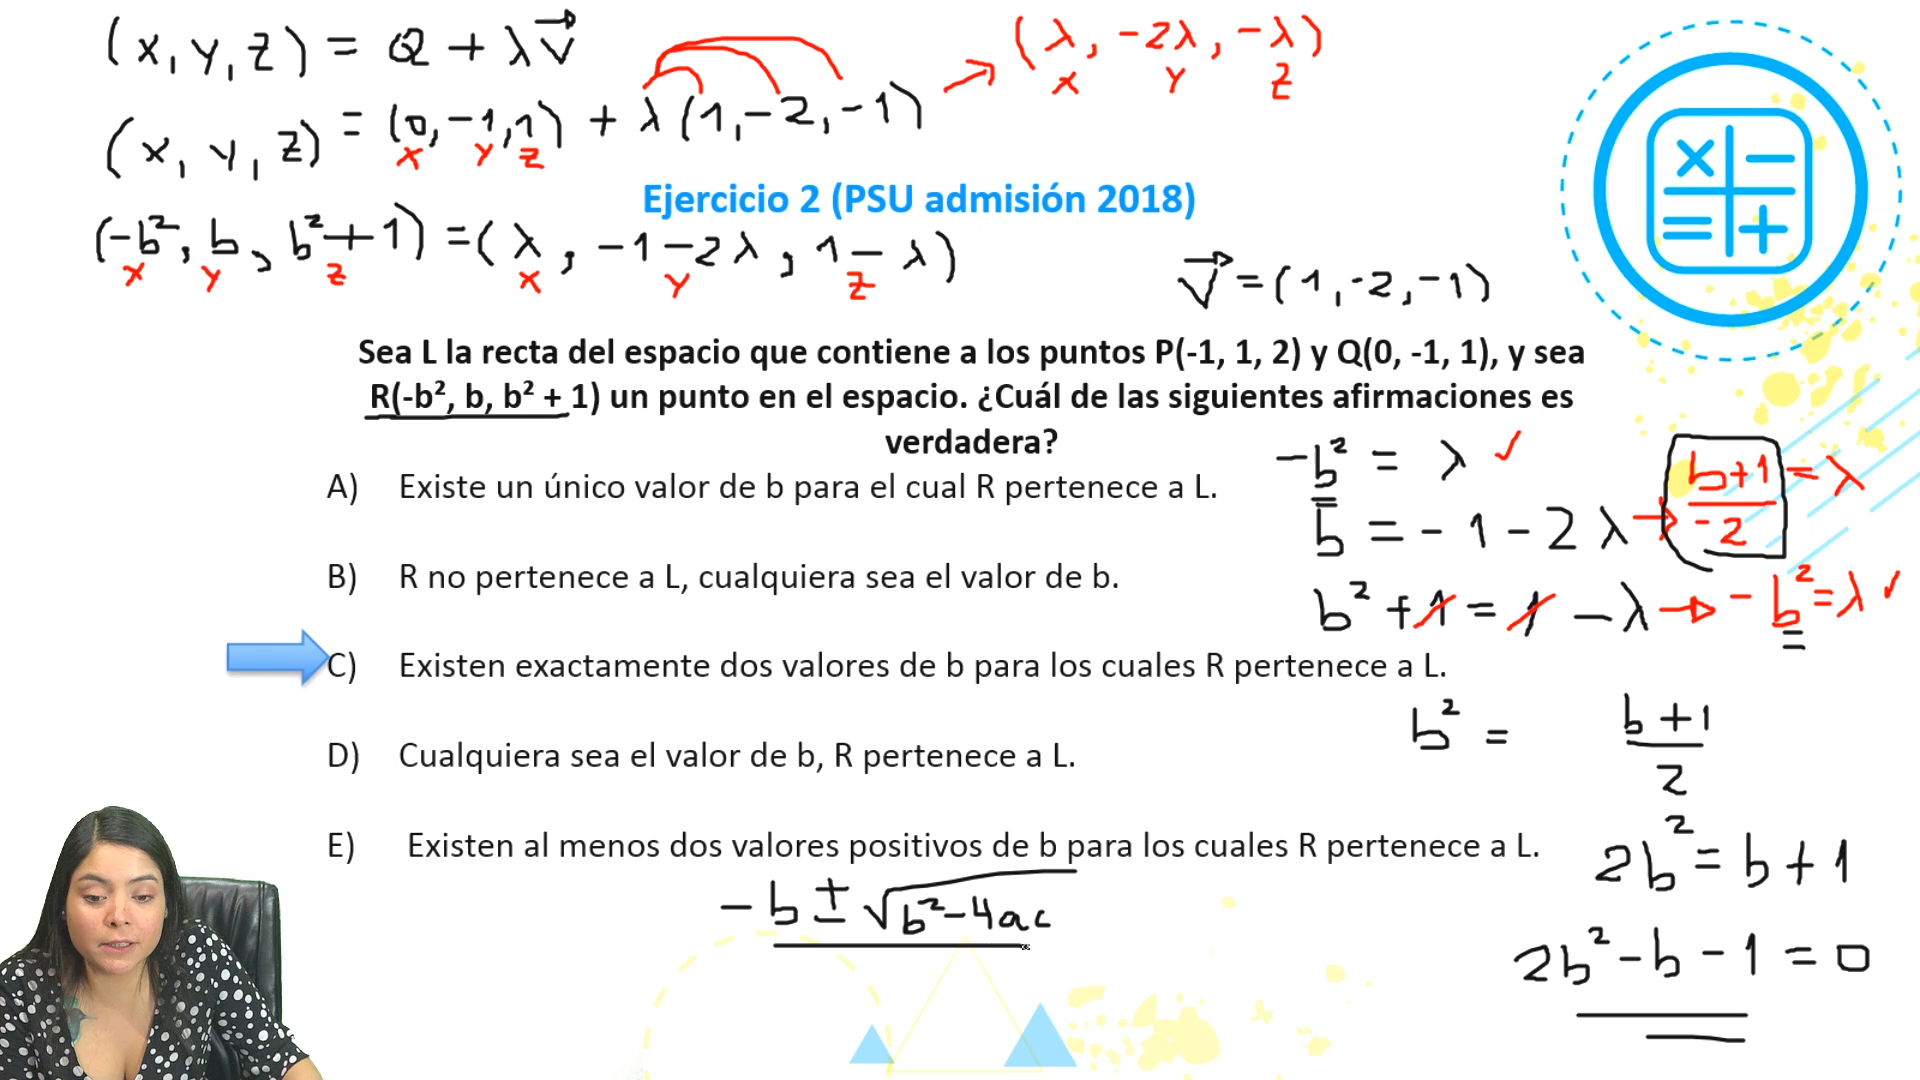 (x, y, z) = Q + λv⃗
(λ, -2λ, -λ)
x y z
(x, y, z) = (0, -1, 1) + λ(1, -2, -1)
x y z
Ejercicio 2 (PSU admisión 2018)
(-b², b, b²+1) = (λ, -1-2λ, 1-λ)
x y z x y z
v⃗ = (1, -2, -1)
Sea L la recta del espacio que contiene a los puntos P(-1, 1, 2) y Q(0, -1, 1), y sea
R(-b², b, b² + 1) un punto en el espacio. ¿Cuál de las siguientes afirmaciones es
verdadera?
A) Existe un único valor de b para el cual R pertenece a L.
B) R no pertenece a L, cualquiera sea el valor de b.
C) Existen exactamente dos valores de b para los cuales R pertenece a L.
D) Cualquiera sea el valor de b, R pertenece a L.
E) Existen al menos dos valores positivos de b para los cuales R pertenece a L.
-b² = λ ✓
b = -1 - 2λ → b+1/-2 = λ
b² + 1 = 1 - λ → -b² = λ ✓
b² = b+1/2
2b² = b + 1
2b² - b - 1 = 0
-b ± √b²-4ac
× − = +